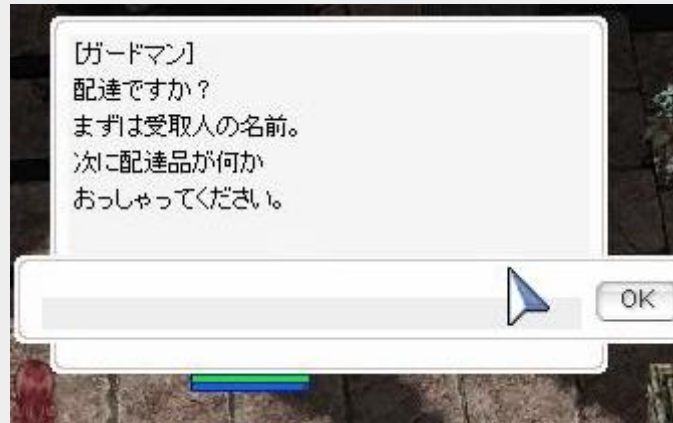 [ガードマン]
配達ですか?
まずは受取人の名前。
次に配達品が何か
おっしゃってください。
OK